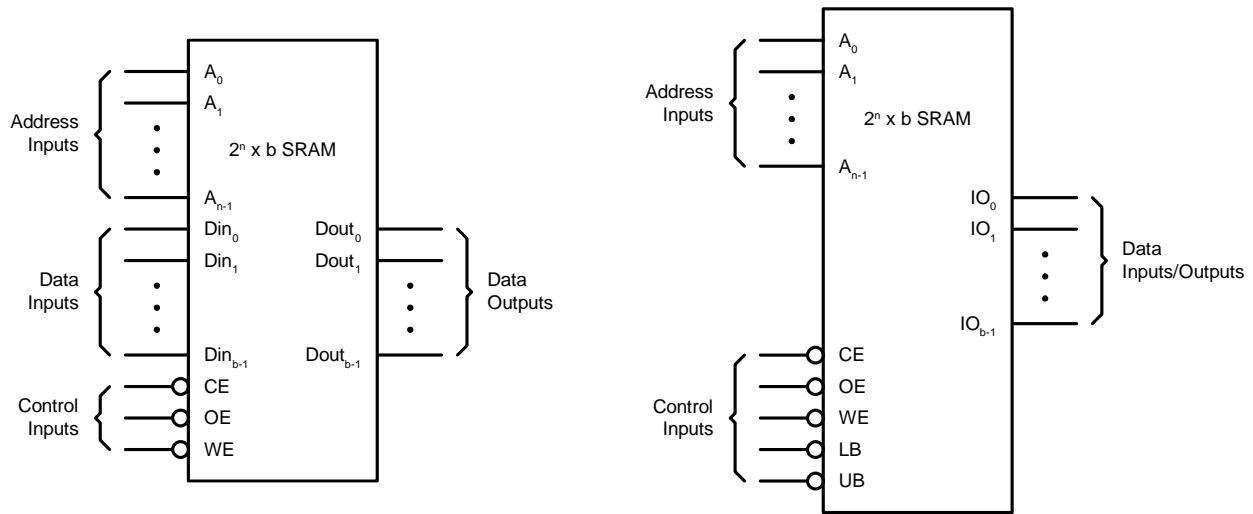 Address
Inputs
Data
Inputs
Control
Inputs
A0
A1
An-1
Din0
Din1
Dinb-1
CE
OE
WE
2ⁿ x b SRAM
Dout0
Dout1
Doutb-1
Data
Outputs
Address
Inputs
Control
Inputs
A0
A1
An-1
2ⁿ x b SRAM
CE
OE
WE
LB
UB
IO0
IO1
IOb-1
Data
Inputs/Outputs